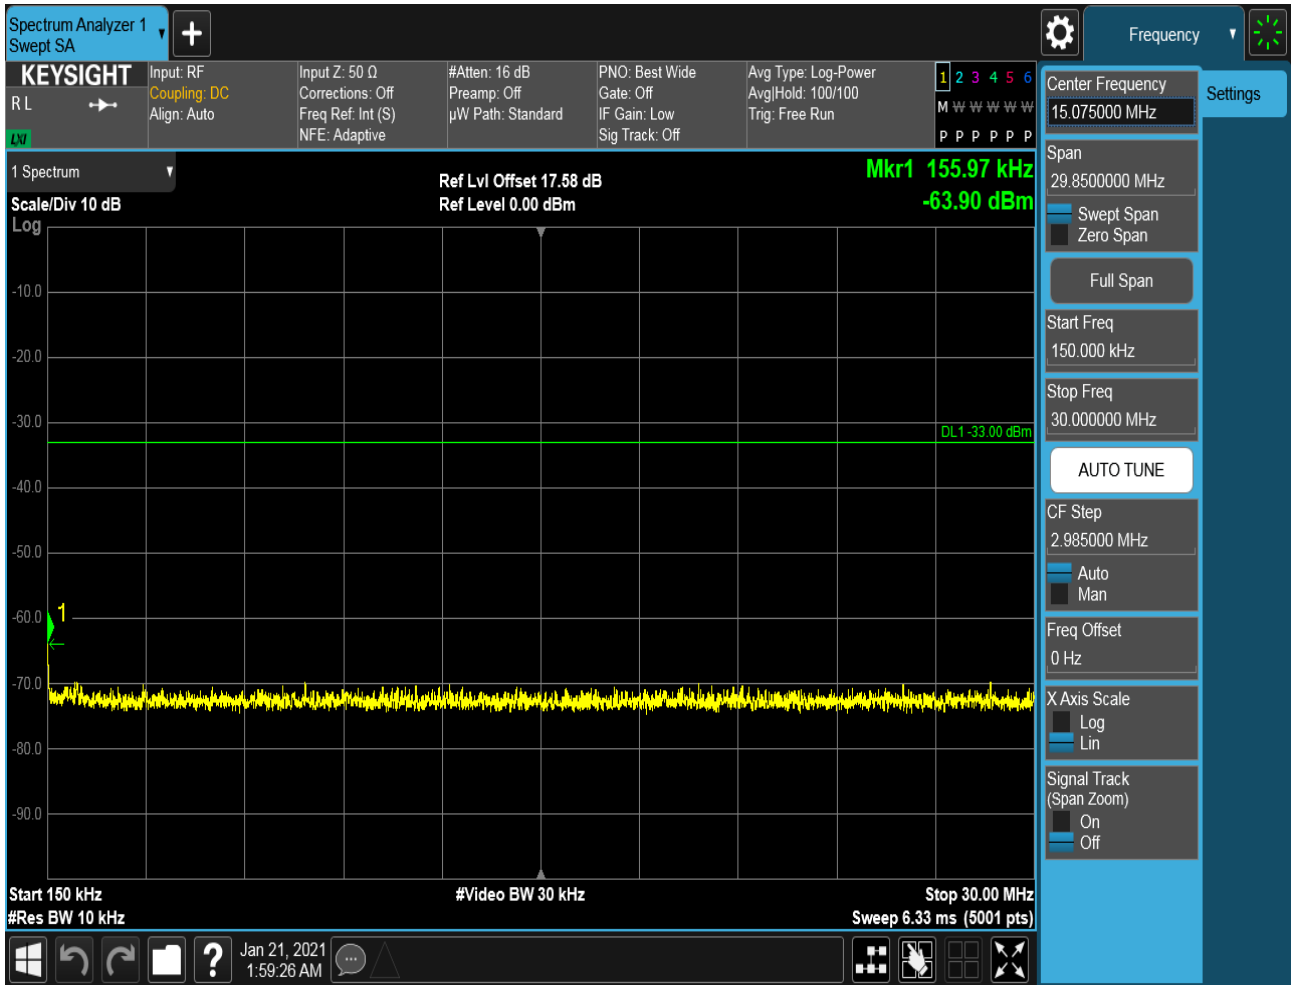 Spectrum Analyzer 1
Swept SA
Frequency
KEYSIGHT
R L
LXI
Input: RF
Coupling: DC
Align: Auto
Input Z: 50 Ω
Corrections: Off
Freq Ref: Int (S)
NFE: Adaptive
#Atten: 16 dB
Preamp: Off
µW Path: Standard
PNO: Best Wide
Gate: Off
IF Gain: Low
Sig Track: Off
Avg Type: Log-Power
Avg|Hold: 100/100
Trig: Free Run
1 2 3 4 5 6
M W W W W W
P P P P P P
1 Spectrum
Scale/Div 10 dB
Log
Ref Lvl Offset 17.58 dB
Ref Level 0.00 dBm
Mkr1 155.97 kHz
-63.90 dBm
-10.0
-20.0
-30.0
DL1 -33.00 dBm
-40.0
-50.0
-60.0
1
-70.0
-80.0
-90.0
Start 150 kHz
#Res BW 10 kHz
#Video BW 30 kHz
Stop 30.00 MHz
Sweep 6.33 ms (5001 pts)
Center Frequency
15.075000 MHz
Settings
Span
29.8500000 MHz
Swept Span
Zero Span
Full Span
Start Freq
150.000 kHz
Stop Freq
30.000000 MHz
AUTO TUNE
CF Step
2.985000 MHz
Auto
Man
Freq Offset
0 Hz
X Axis Scale
Log
Lin
Signal Track
(Span Zoom)
On
Off
?
Jan 21, 2021
1:59:26 AM